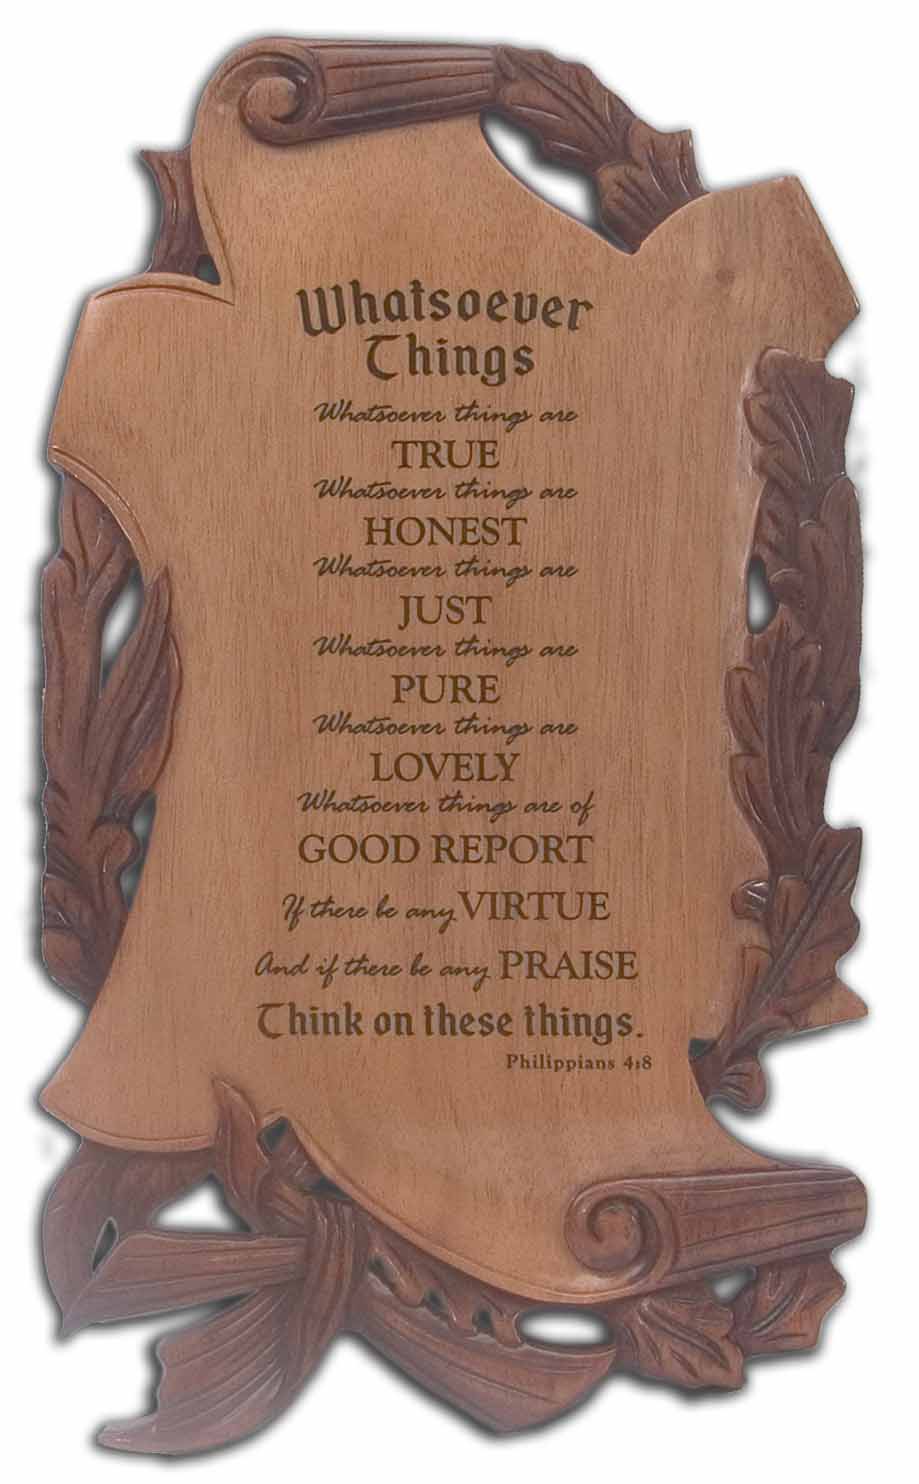 Whatsoever
Things
Whatsoever things are
TRUE
Whatsoever things are
HONEST
Whatsoever things are
JUST
Whatsoever things are
PURE
Whatsoever things are
LOVELY
Whatsoever things are of
GOOD REPORT
If there be any VIRTUE
And if there be any PRAISE
Think on these things.
Philippians 4:8